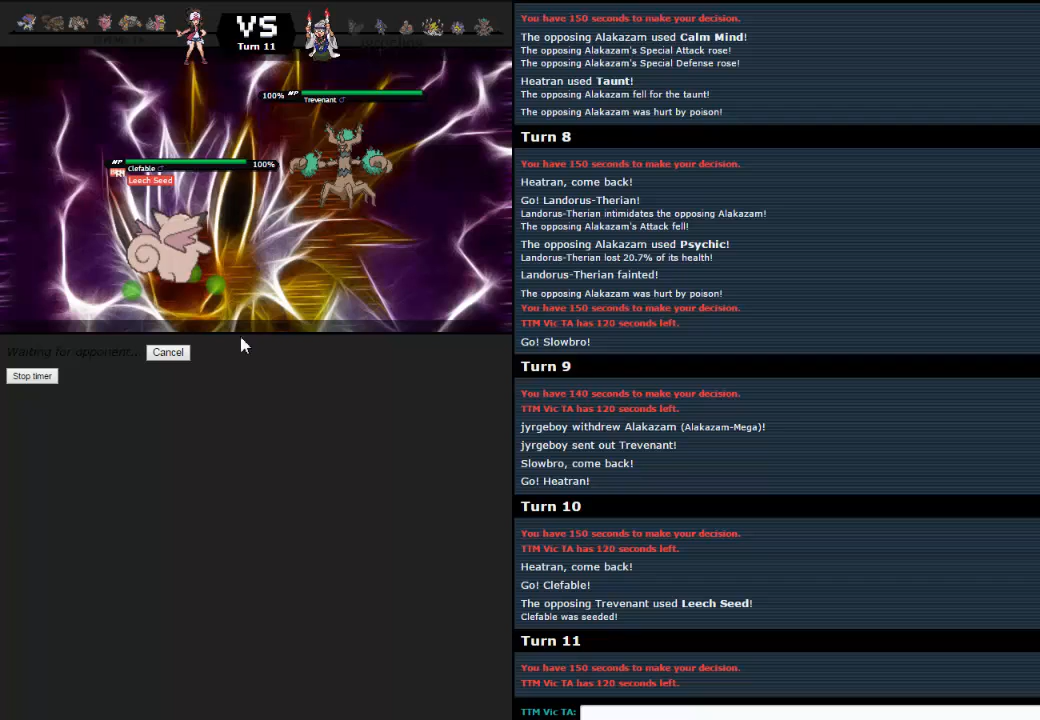 VS
Turn 11
100%
Trevenant
Clefable
100%
Leech Seed
Waiting for opponent...
Cancel
Stop timer
You have 150 seconds to make your decision.
The opposing Alakazam used Calm Mind!
The opposing Alakazam's Special Attack rose!
The opposing Alakazam's Special Defense rose!
Heatran used Taunt!
The opposing Alakazam fell for the taunt!
The opposing Alakazam was hurt by poison!
Turn 8
You have 150 seconds to make your decision.
Heatran, come back!
Go! Landorus-Therian!
Landorus-Therian intimidates the opposing Alakazam!
The opposing Alakazam's Attack fell!
The opposing Alakazam used Psychic!
Landorus-Therian lost 20.7% of its health!
Landorus-Therian fainted!
The opposing Alakazam was hurt by poison!
You have 150 seconds to make your decision.
TTM Vic TA has 120 seconds left.
Go! Slowbro!
Turn 9
You have 140 seconds to make your decision.
TTM Vic TA has 120 seconds left.
jyrgeboy withdrew Alakazam (Alakazam-Mega)!
jyrgeboy sent out Trevenant!
Slowbro, come back!
Go! Heatran!
Turn 10
You have 150 seconds to make your decision.
TTM Vic TA has 120 seconds left.
Heatran, come back!
Go! Clefable!
The opposing Trevenant used Leech Seed!
Clefable was seeded!
Turn 11
You have 150 seconds to make your decision.
TTM Vic TA has 120 seconds left.
TTM Vic TA: